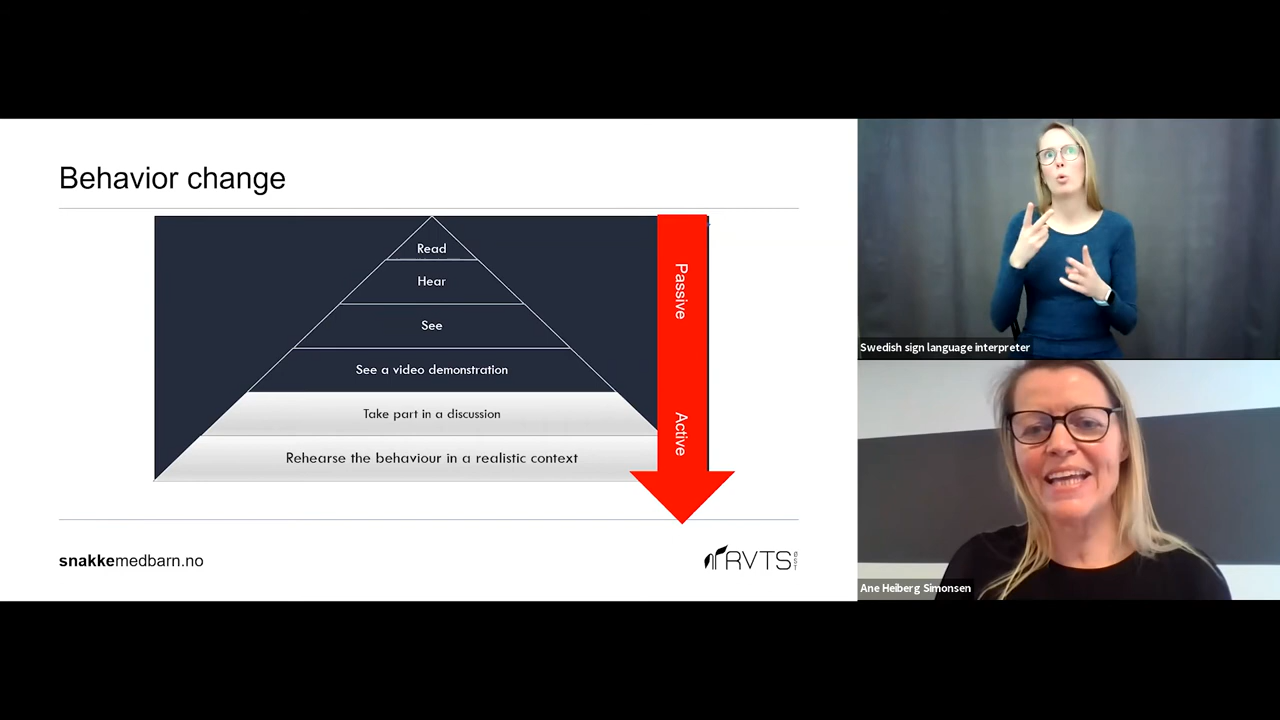 Behavior change
Read
Hear
See
See a video demonstration
Take part in a discussion
Rehearse the behaviour in a realistic context
Passive
Active
snakkemedbarn.no
RVTS
Swedish sign language interpreter
Ane Heiberg Simonsen